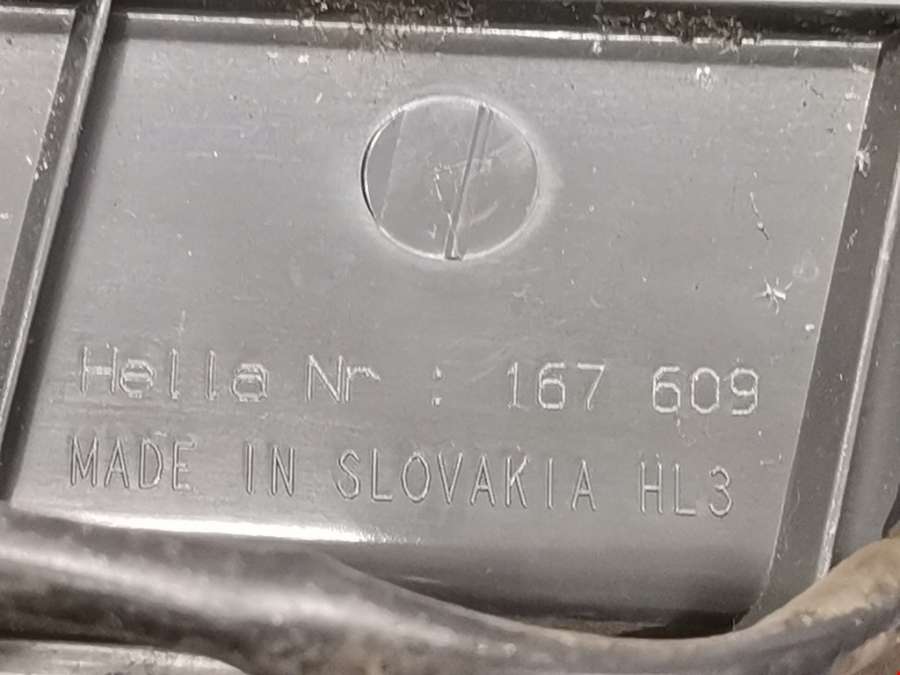 Hella Nr : 167 609
MADE IN SLOVAKIA HL3